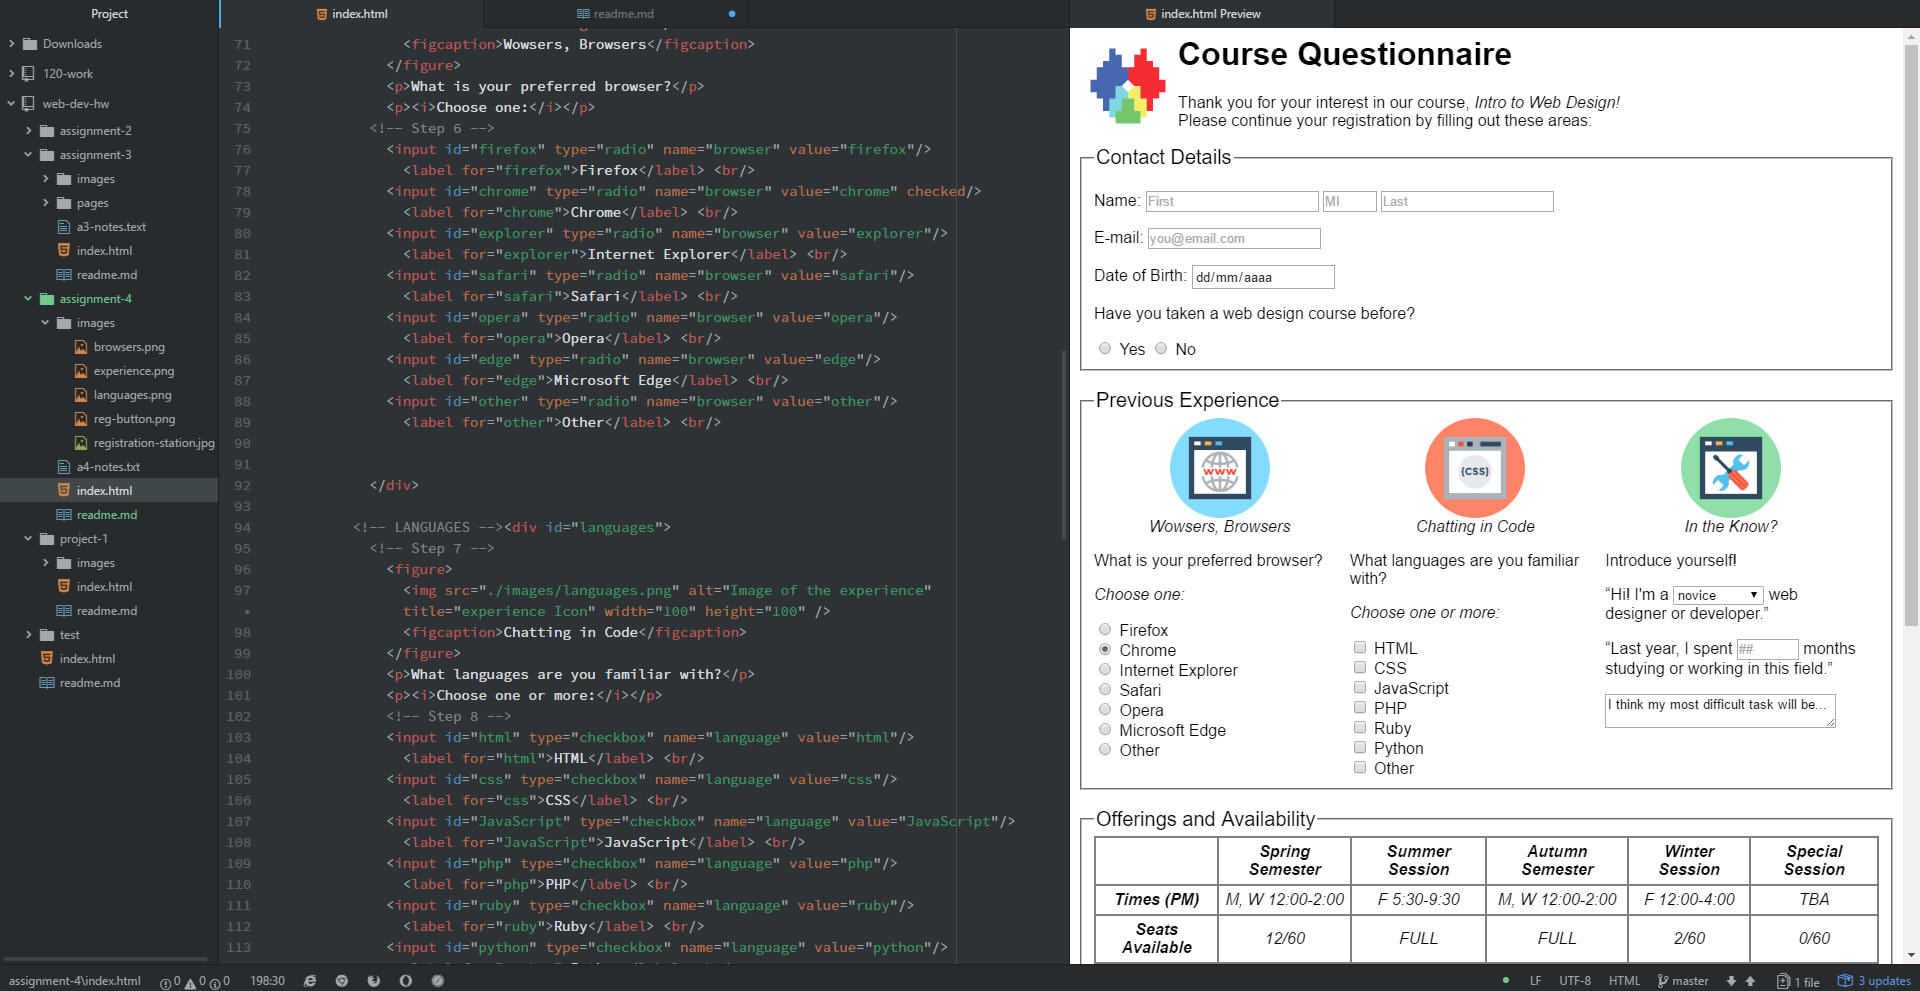 Project
Downloads
120-work
web-dev-hw
assignment-2
assignment-3
images
pages
a3-notes.text
index.html
readme.md
assignment-4
images
browsers.png
experience.png
languages.png
reg-button.png
registration-station.jpg
a4-notes.txt
index.html
readme.md
project-1
images
index.html
readme.md
test
index.html
readme.md
index.html
readme.md
71 <figcaption>Wowsers, Browsers</figcaption>
72 </figure>
73 <p>What is your preferred browser?</p>
74 <p><i>Choose one:</i></p>
75 <!-- Step 6 -->
76 <input id="firefox" type="radio" name="browser" value="firefox"/>
77 <label for="firefox">Firefox</label> <br/>
78 <input id="chrome" type="radio" name="browser" value="chrome" checked/>
79 <label for="chrome">Chrome</label> <br/>
80 <input id="explorer" type="radio" name="browser" value="explorer"/>
81 <label for="explorer">Internet Explorer</label> <br/>
82 <input id="safari" type="radio" name="browser" value="safari"/>
83 <label for="safari">Safari</label> <br/>
84 <input id="opera" type="radio" name="browser" value="opera"/>
85 <label for="opera">Opera</label> <br/>
86 <input id="edge" type="radio" name="browser" value="edge"/>
87 <label for="edge">Microsoft Edge</label> <br/>
88 <input id="other" type="radio" name="browser" value="other"/>
89 <label for="other">Other</label> <br/>
90
91
92 </div>
93
94 <!-- LANGUAGES --><div id="languages">
95 <!-- Step 7 -->
96 <figure>
97 <img src="./images/languages.png" alt="Image of the experience"
• title="experience Icon" width="100" height="100" />
98 <figcaption>Chatting in Code</figcaption>
99 </figure>
100 <p>What languages are you familiar with?</p>
101 <p><i>Choose one or more:</i></p>
102 <!-- Step 8 -->
103 <input id="html" type="checkbox" name="language" value="html"/>
104 <label for="html">HTML</label> <br/>
105 <input id="css" type="checkbox" name="language" value="css"/>
106 <label for="css">CSS</label> <br/>
107 <input id="JavaScript" type="checkbox" name="language" value="JavaScript"/>
108 <label for="JavaScript">JavaScript</label> <br/>
109 <input id="php" type="checkbox" name="language" value="php"/>
110 <label for="php">PHP</label> <br/>
111 <input id="ruby" type="checkbox" name="language" value="ruby"/>
112 <label for="ruby">Ruby</label> <br/>
113 <input id="python" type="checkbox" name="language" value="python"/>
index.html Preview
Course Questionnaire
Thank you for your interest in our course, Intro to Web Design!
Please continue your registration by filling out these areas:
Contact Details
Name: First MI Last
E-mail: you@email.com
Date of Birth: dd/mm/aaaa
Have you taken a web design course before?
Yes No
Previous Experience
WWW
Wowsers, Browsers
What is your preferred browser?
Choose one:
Firefox
Chrome
Internet Explorer
Safari
Opera
Microsoft Edge
Other
{CSS}
Chatting in Code
What languages are you familiar
with?
Choose one or more:
HTML
CSS
JavaScript
PHP
Ruby
Python
Other
In the Know?
Introduce yourself!
“Hi! I'm a novice web
designer or developer.”
“Last year, I spent ## months
studying or working in this field.”
I think my most difficult task will be...
Offerings and Availability
Spring Semester Summer Session Autumn Semester Winter Session Special Session
Times (PM) M, W 12:00-2:00 F 5:30-9:30 M, W 12:00-2:00 F 12:00-4:00 TBA
Seats Available 12/60 FULL FULL 2/60 0/60
assignment-4\index.html 0 0 0 198:30 LF UTF-8 HTML master 1 file 3 updates